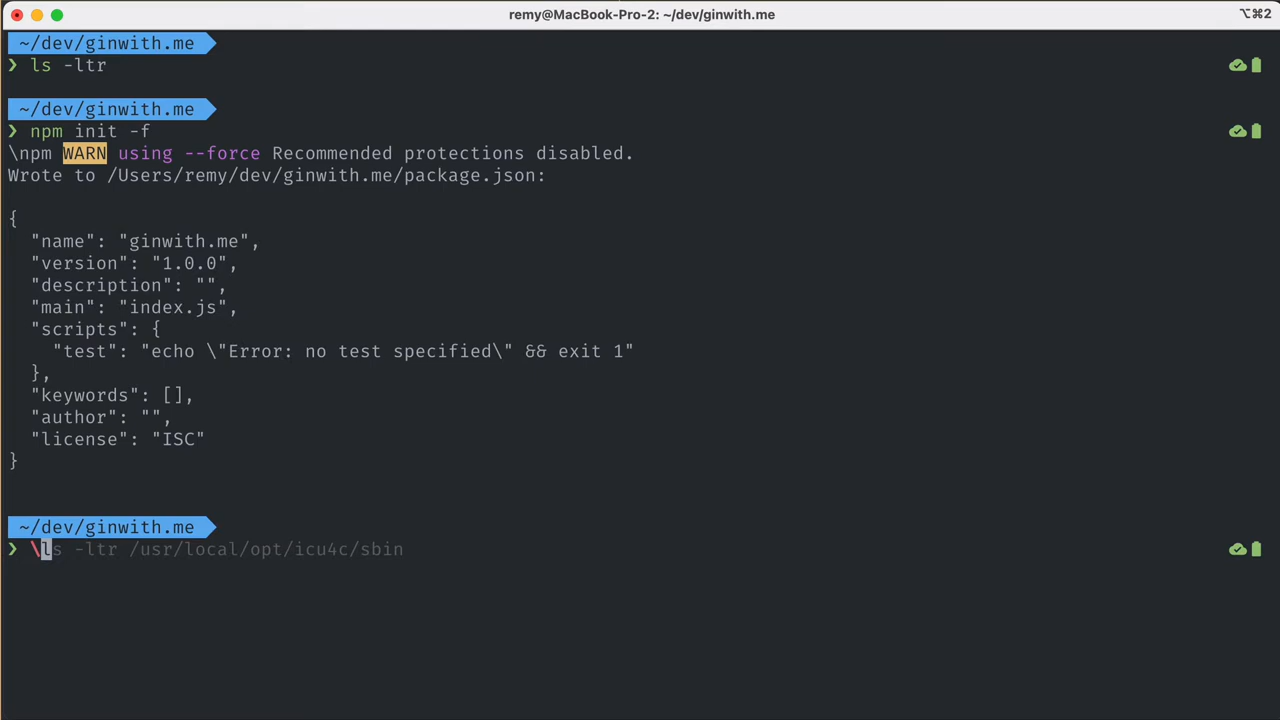 remy@MacBook-Pro-2: ~/dev/ginwith.me
⌥⌘2
~/dev/ginwith.me
❯ ls -ltr
~/dev/ginwith.me
❯ npm init -f
\npm WARN using --force Recommended protections disabled.
Wrote to /Users/remy/dev/ginwith.me/package.json:
{
  "name": "ginwith.me",
  "version": "1.0.0",
  "description": "",
  "main": "index.js",
  "scripts": {
    "test": "echo \"Error: no test specified\" && exit 1"
  },
  "keywords": [],
  "author": "",
  "license": "ISC"
}
~/dev/ginwith.me
❯ \ls -ltr /usr/local/opt/icu4c/sbin